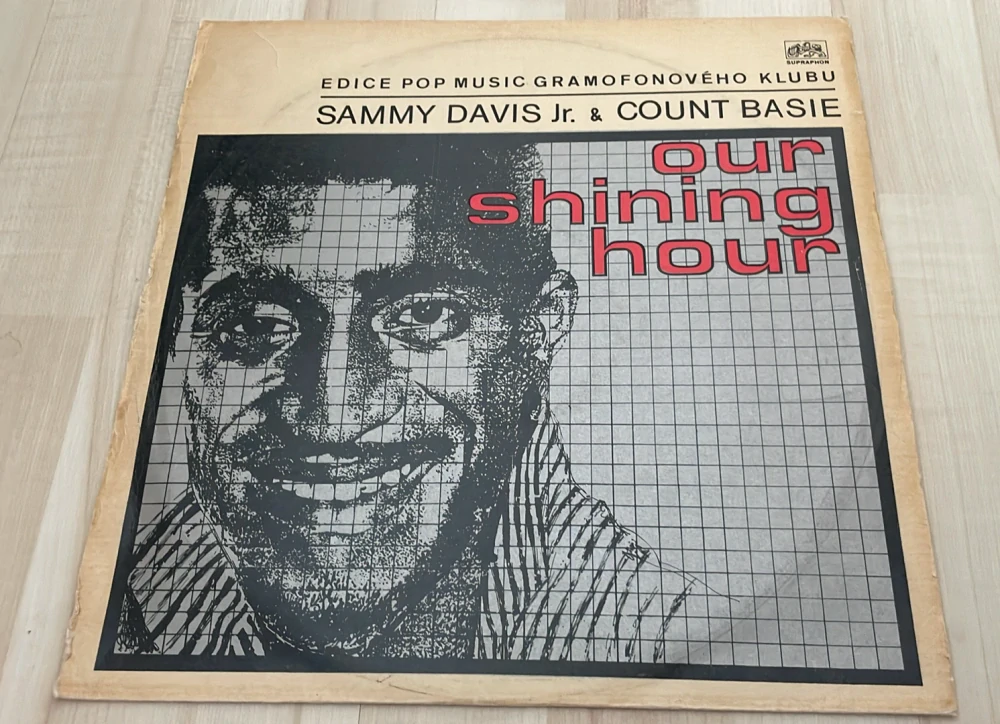 SUPRAPHON
EDICE POP MUSIC GRAMOFONOVÉHO KLUBU
SAMMY DAVIS Jr. & COUNT BASIE
our
shining
hour